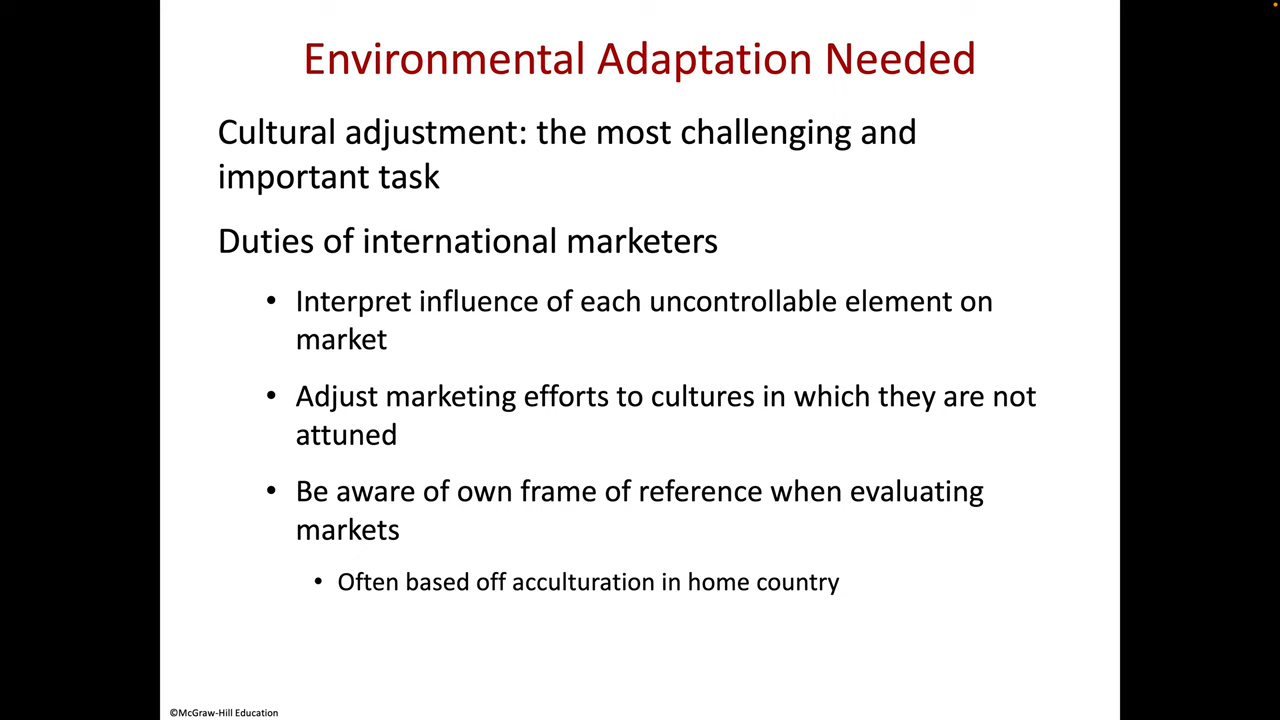 Environmental Adaptation Needed
Cultural adjustment: the most challenging and
important task
Duties of international marketers
• Interpret influence of each uncontrollable element on
market
• Adjust marketing efforts to cultures in which they are not
attuned
• Be aware of own frame of reference when evaluating
markets
• Often based off acculturation in home country
©McGraw-Hill Education